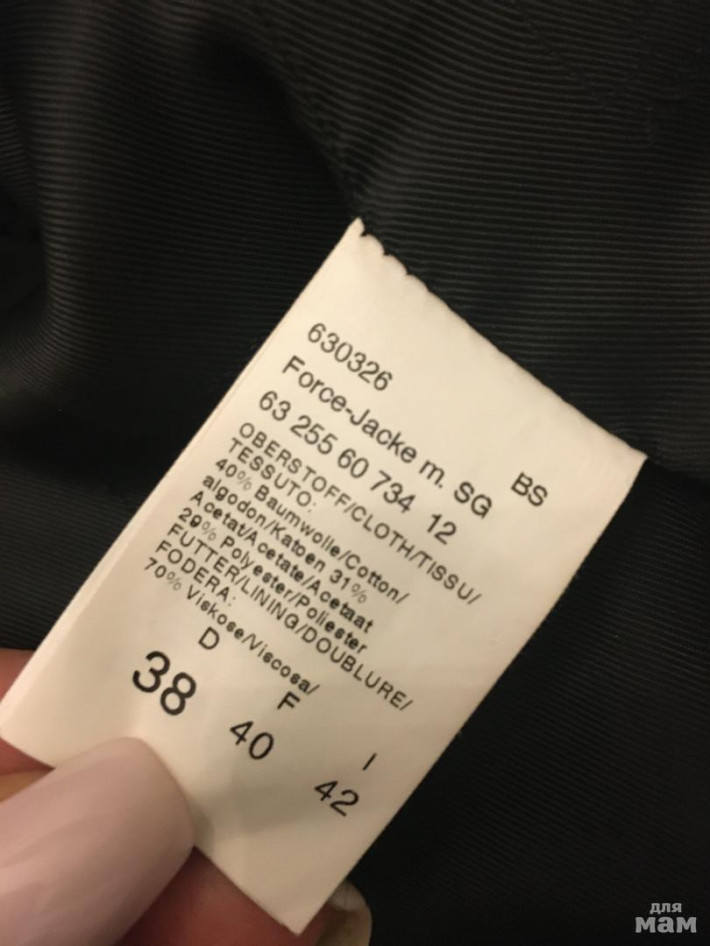 630326
Force-Jacke m. SG BS
63 255 60 734 12
OBERSTOFF/CLOTH/TISSU/
TESSUTO:
40% Baumwolle/Cotton/
algodon/Katoen 31%
Acetat/Acetate/Acetaat
29% Polyester/Poliester
FUTTER/LINING/DOUBLURE/
FODERA:
70% Viskose/Viscosa/
D F I
38 40 42
для
мам